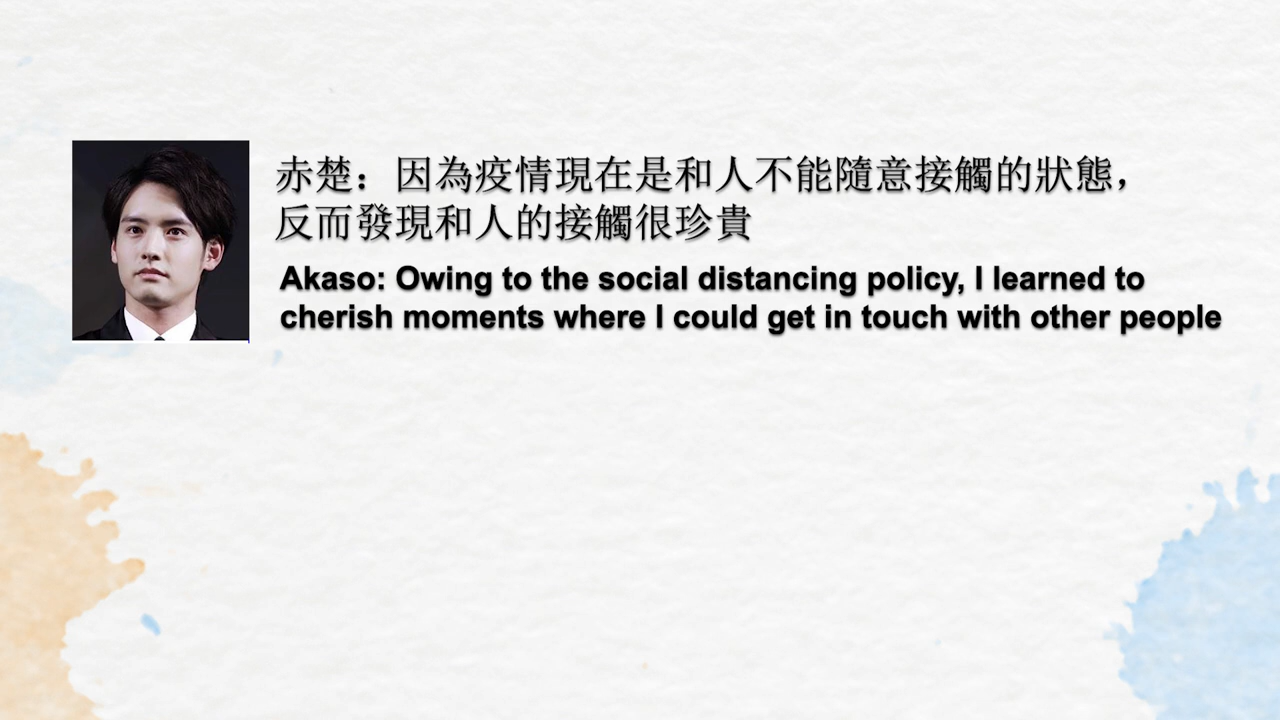 赤楚：因為疫情現在是和人不能隨意接觸的狀態，
反而發現和人的接觸很珍貴
Akaso: Owing to the social distancing policy, I learned to
cherish moments where I could get in touch with other people